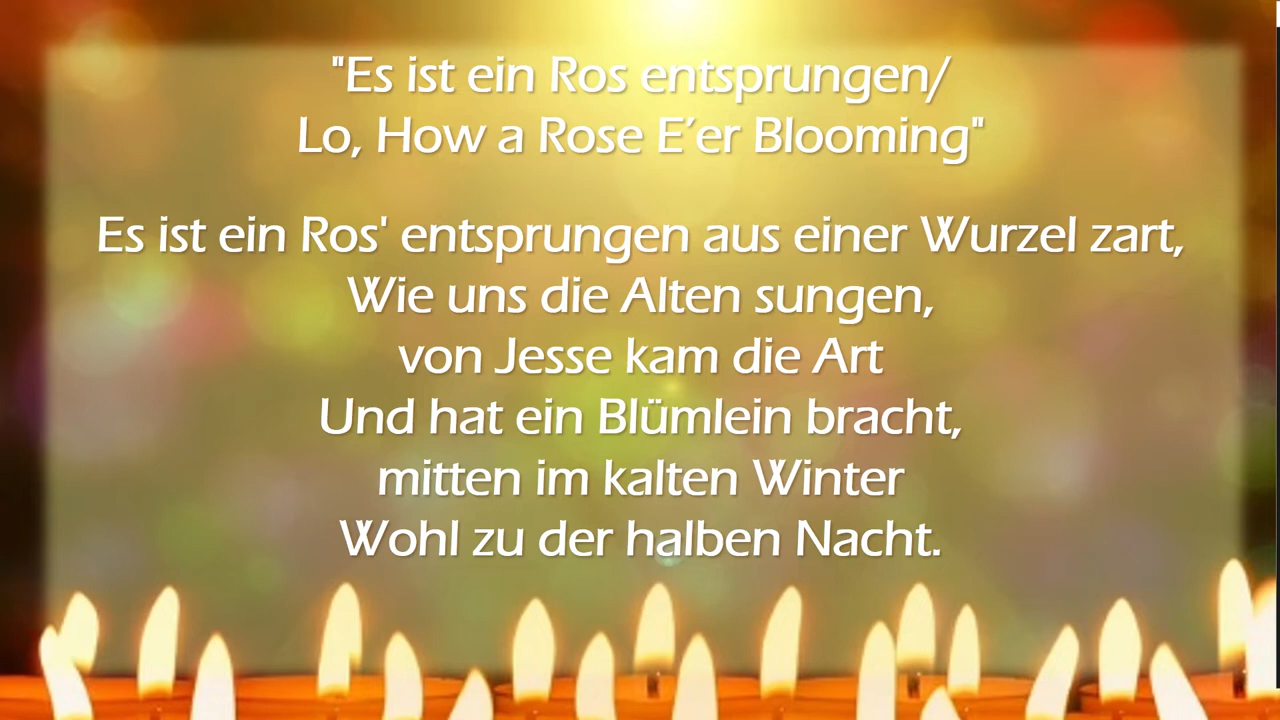 "Es ist ein Ros entsprungen/
Lo, How a Rose E’er Blooming"
Es ist ein Ros' entsprungen aus einer Wurzel zart,
Wie uns die Alten sungen,
von Jesse kam die Art
Und hat ein Blümlein bracht,
mitten im kalten Winter
Wohl zu der halben Nacht.